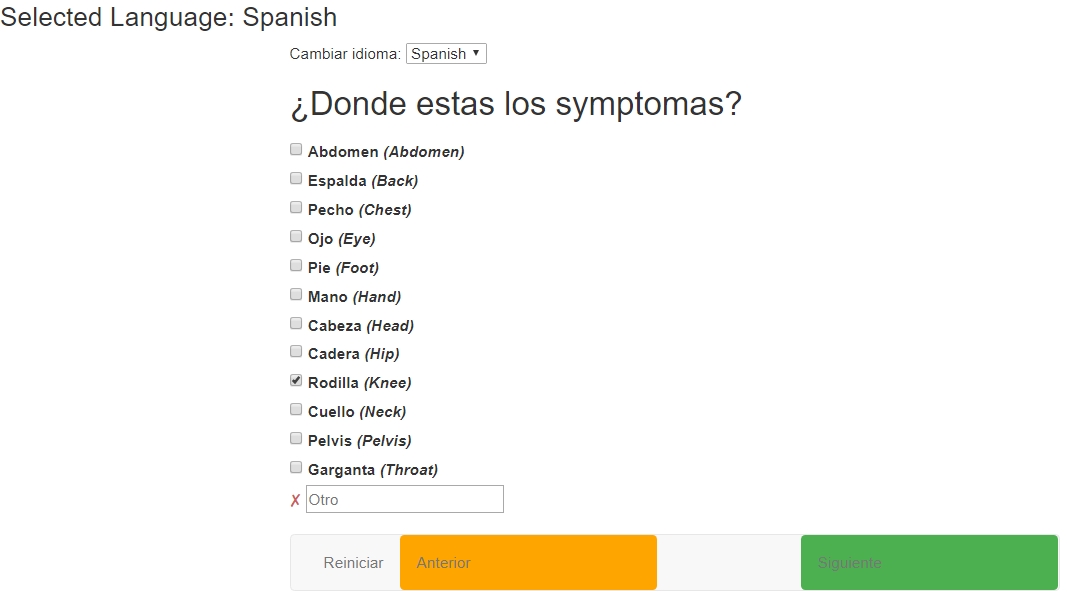 Selected Language: Spanish
Cambiar idioma: Spanish
¿Donde estas los symptomas?
Abdomen (Abdomen)
Espalda (Back)
Pecho (Chest)
Ojo (Eye)
Pie (Foot)
Mano (Hand)
Cabeza (Head)
Cadera (Hip)
Rodilla (Knee)
Cuello (Neck)
Pelvis (Pelvis)
Garganta (Throat)
✗ Otro
Reiniciar Anterior Siguiente